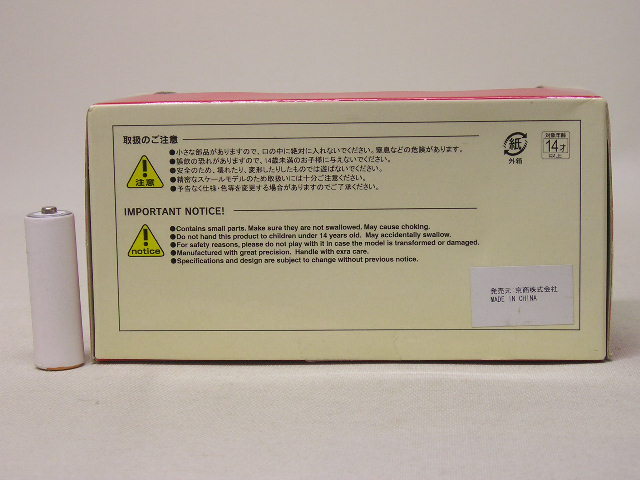 取扱のご注意
●小さな部品がありますので、口の中に絶対に入れないでください。窒息などの危険があります。
●誤飲の恐れがありますので、14歳未満のお子様に与えないでください。
●安全のため、壊れたり、変形したりしたものでは遊ばないでください。
●精密なスケールモデルのため取扱いには十分ご注意ください。
●予告なく仕様・色等を変更する場合がありますのでご了承ください。
注意
紙
外箱
対象年齢
14才
以上
IMPORTANT NOTICE!
●Contains small parts. Make sure they are not swallowed. May cause choking.
●Do not hand this product to children under 14 years old. May accidentally swallow.
●For safety reasons, please do not play with it in case the model is transformed or damaged.
●Manufactured with great precision. Handle with exra care.
●Specifications and design are subject to change without previous notice.
notice
発売元 京商株式会社
MADE IN CHINA